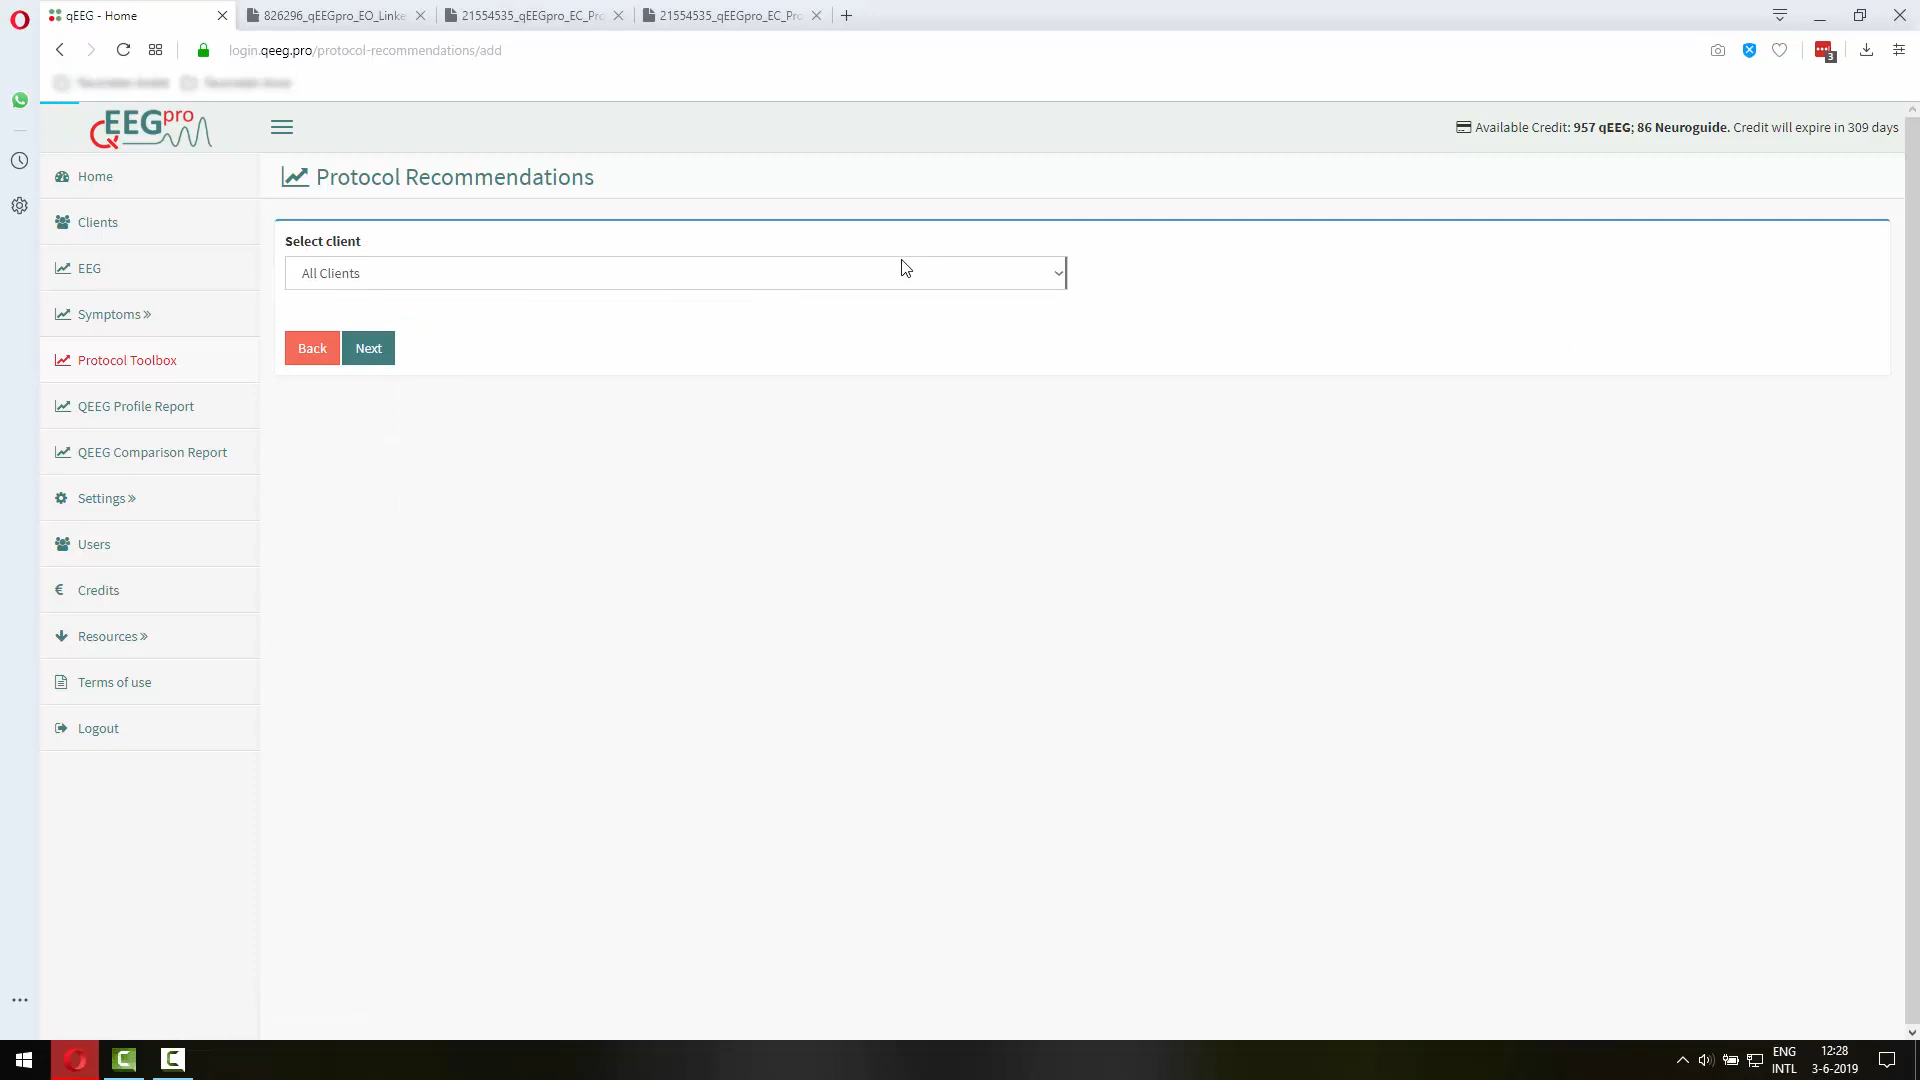 qEEG - Home
826296_qEEGpro_EO_Linke
21554535_qEEGpro_EC_Pro
21554535_qEEGpro_EC_Pro
login.qeeg.pro/protocol-recommendations/add
3
QEEGpro
Available Credit: 957 qEEG; 86 Neuroguide. Credit will expire in 309 days
Home
Clients
EEG
Symptoms »
Protocol Toolbox
QEEG Profile Report
QEEG Comparison Report
Settings »
Users
€ Credits
Resources »
Terms of use
Logout
Protocol Recommendations
Select client
All Clients
Back
Next
ENG
INTL
12:28
3-6-2019